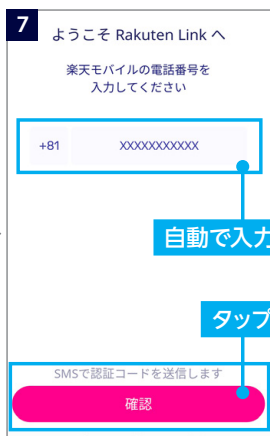 7
ようこそ Rakuten Link へ
楽天モバイルの電話番号を
入力してください
+81 XXXXXXXXXXX
自動で入力
タップ
SMSで認証コードを送信します
確認